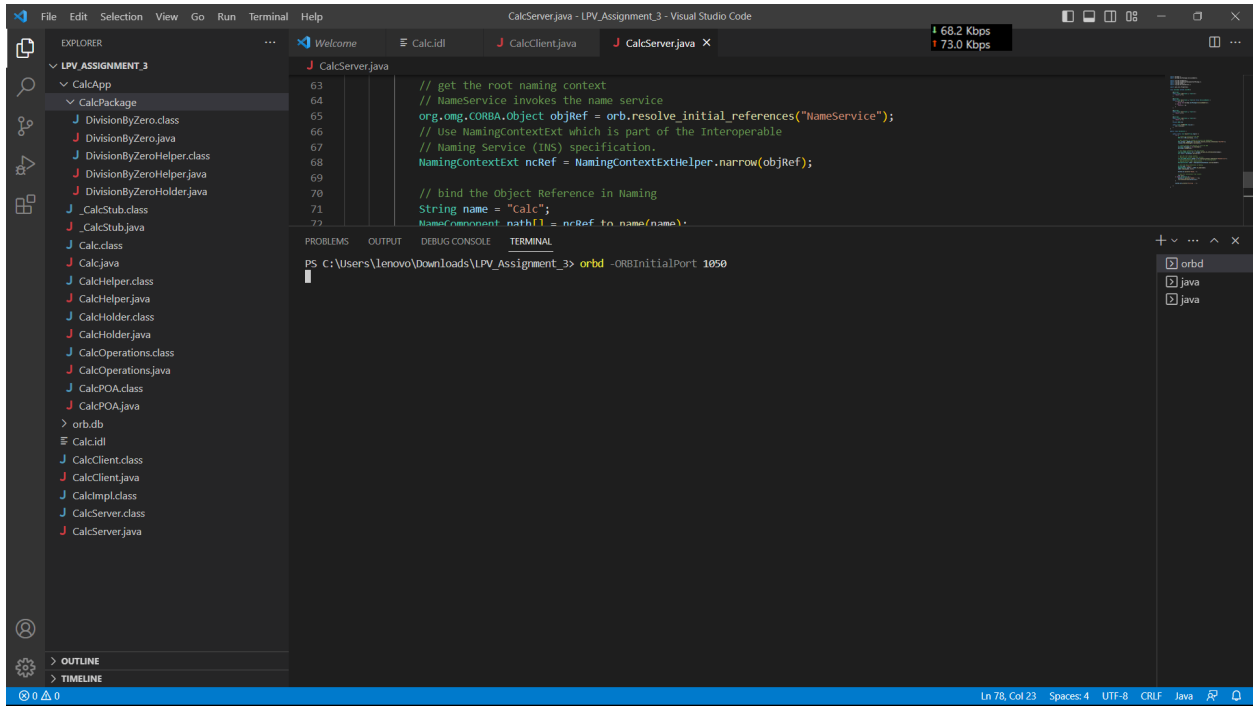 File Edit Selection View Go Run Terminal Help
CalcServer.java - LPV_Assignment_3 - Visual Studio Code
68.2 Kbps
73.0 Kbps
EXPLORER
LPV_ASSIGNMENT_3
CalcApp
CalcPackage
DivisionByZero.class
DivisionByZero.java
DivisionByZeroHelper.class
DivisionByZeroHelper.java
DivisionByZeroHolder.java
_CalcStub.class
_CalcStub.java
Calc.class
Calc.java
CalcHelper.class
CalcHelper.java
CalcHolder.class
CalcHolder.java
CalcOperations.class
CalcOperations.java
CalcPOA.class
CalcPOA.java
orb.db
Calc.idl
CalcClient.class
CalcClient.java
CalcImpl.class
CalcServer.class
CalcServer.java
OUTLINE
TIMELINE
Welcome Calc.idl CalcClient.java CalcServer.java
CalcServer.java
63 // get the root naming context
64 // NameService invokes the name service
65 org.omg.CORBA.Object objRef = orb.resolve_initial_references("NameService");
66 // Use NamingContextExt which is part of the Interoperable
67 // Naming Service (INS) specification.
68 NamingContextExt ncRef = NamingContextExtHelper.narrow(objRef);
69
70 // bind the Object Reference in Naming
71 String name = "Calc";
72 NameComponent path[] = ncRef.to_name(name);
PROBLEMS OUTPUT DEBUG CONSOLE TERMINAL
PS C:\Users\lenovo\Downloads\LPV_Assignment_3> orbd -ORBInitialPort 1050
orbd
java
java
0 0
Ln 78, Col 23 Spaces: 4 UTF-8 CRLF Java